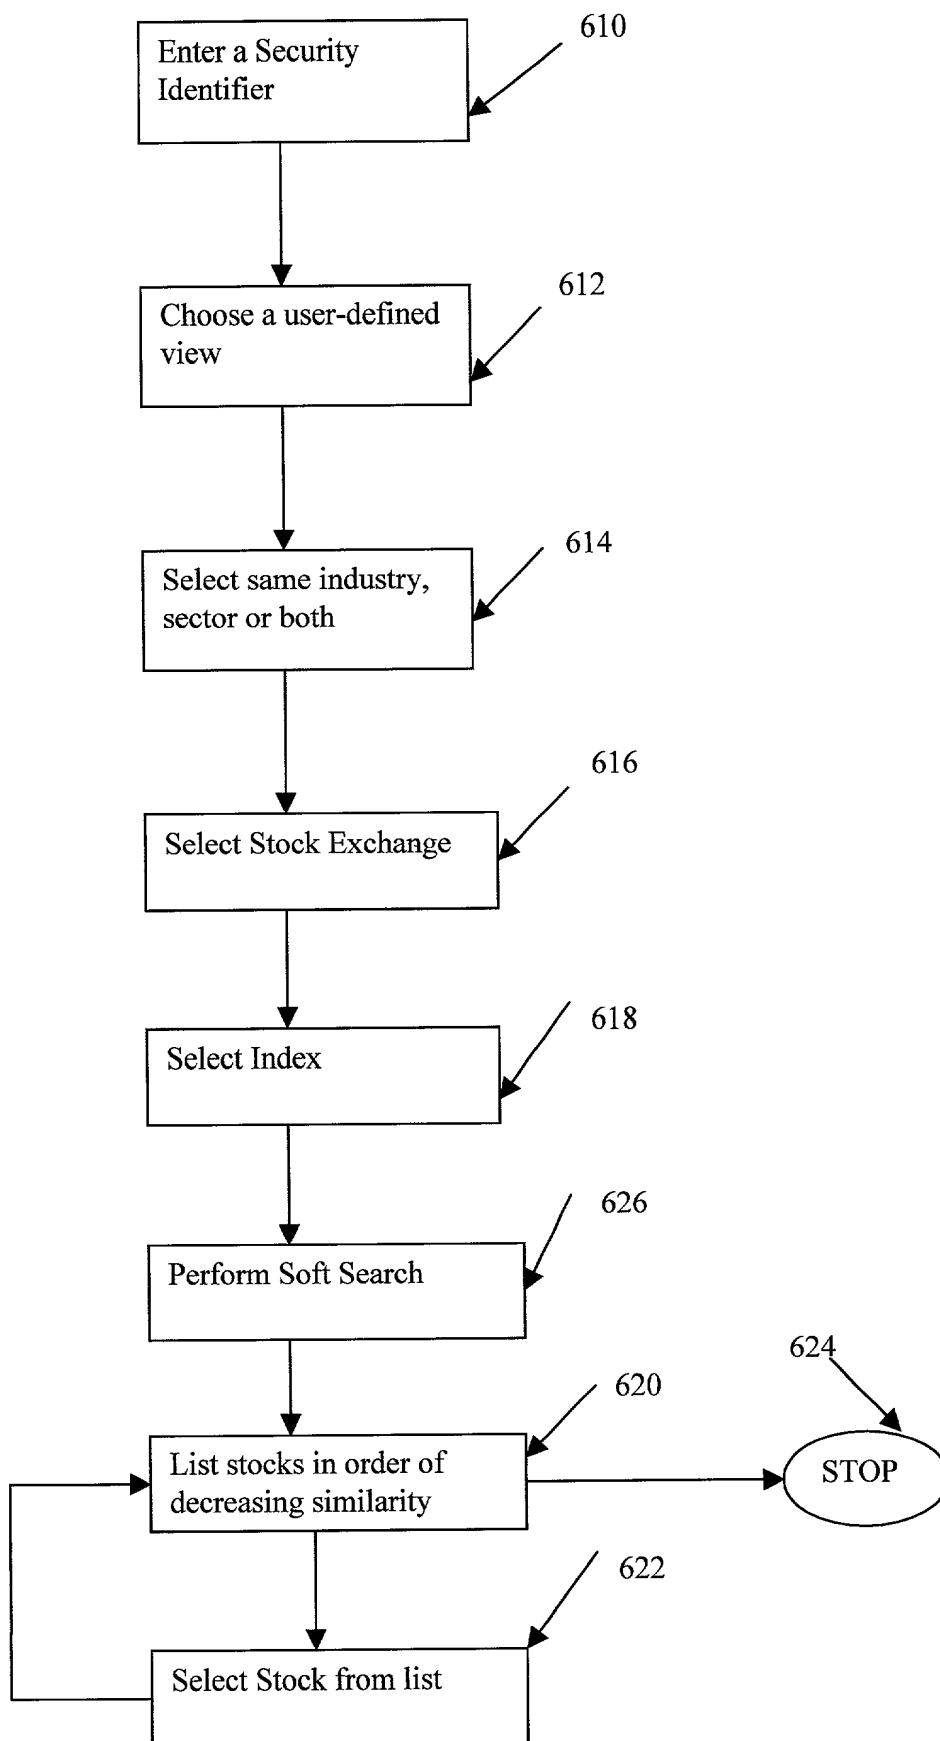 Enter a Security
Identifier
610
Choose a user-defined
view
612
Select same industry,
sector or both
614
Select Stock Exchange
616
Select Index
618
Perform Soft Search
626
List stocks in order of
decreasing similarity
620
624
STOP
Select Stock from list
622